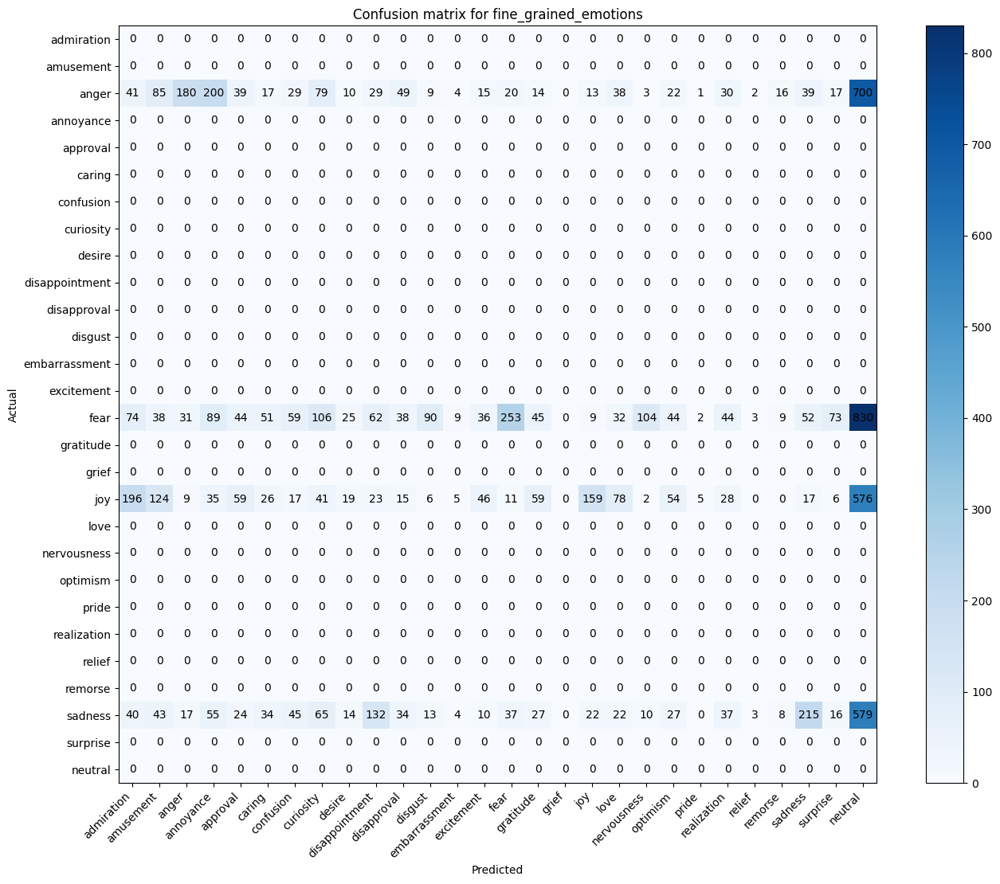 Confusion matrix for fine_grained_emotions
admiration 0 0 0 0 0 0 0 0 0 0 0 0 0 0 0 0 0 0 0 0 0 0 0 0 0 0 0 0
amusement 0 0 0 0 0 0 0 0 0 0 0 0 0 0 0 0 0 0 0 0 0 0 0 0 0 0 0 0
anger 41 85 180 200 39 17 29 79 10 29 49 9 4 15 20 14 0 13 38 3 22 1 30 2 16 39 17 700
annoyance 0 0 0 0 0 0 0 0 0 0 0 0 0 0 0 0 0 0 0 0 0 0 0 0 0 0 0 0
approval 0 0 0 0 0 0 0 0 0 0 0 0 0 0 0 0 0 0 0 0 0 0 0 0 0 0 0 0
caring 0 0 0 0 0 0 0 0 0 0 0 0 0 0 0 0 0 0 0 0 0 0 0 0 0 0 0 0
confusion 0 0 0 0 0 0 0 0 0 0 0 0 0 0 0 0 0 0 0 0 0 0 0 0 0 0 0 0
curiosity 0 0 0 0 0 0 0 0 0 0 0 0 0 0 0 0 0 0 0 0 0 0 0 0 0 0 0 0
desire 0 0 0 0 0 0 0 0 0 0 0 0 0 0 0 0 0 0 0 0 0 0 0 0 0 0 0 0
disappointment 0 0 0 0 0 0 0 0 0 0 0 0 0 0 0 0 0 0 0 0 0 0 0 0 0 0 0 0
disapproval 0 0 0 0 0 0 0 0 0 0 0 0 0 0 0 0 0 0 0 0 0 0 0 0 0 0 0 0
disgust 0 0 0 0 0 0 0 0 0 0 0 0 0 0 0 0 0 0 0 0 0 0 0 0 0 0 0 0
embarrassment 0 0 0 0 0 0 0 0 0 0 0 0 0 0 0 0 0 0 0 0 0 0 0 0 0 0 0 0
excitement 0 0 0 0 0 0 0 0 0 0 0 0 0 0 0 0 0 0 0 0 0 0 0 0 0 0 0 0
fear 74 38 31 89 44 51 59 106 25 62 38 90 9 36 253 45 0 9 32 104 44 2 44 3 9 52 73 830
gratitude 0 0 0 0 0 0 0 0 0 0 0 0 0 0 0 0 0 0 0 0 0 0 0 0 0 0 0 0
grief 0 0 0 0 0 0 0 0 0 0 0 0 0 0 0 0 0 0 0 0 0 0 0 0 0 0 0 0
joy 196 124 9 35 59 26 17 41 19 23 15 6 5 46 11 59 0 159 78 2 54 5 28 0 0 17 6 576
love 0 0 0 0 0 0 0 0 0 0 0 0 0 0 0 0 0 0 0 0 0 0 0 0 0 0 0 0
nervousness 0 0 0 0 0 0 0 0 0 0 0 0 0 0 0 0 0 0 0 0 0 0 0 0 0 0 0 0
optimism 0 0 0 0 0 0 0 0 0 0 0 0 0 0 0 0 0 0 0 0 0 0 0 0 0 0 0 0
pride 0 0 0 0 0 0 0 0 0 0 0 0 0 0 0 0 0 0 0 0 0 0 0 0 0 0 0 0
realization 0 0 0 0 0 0 0 0 0 0 0 0 0 0 0 0 0 0 0 0 0 0 0 0 0 0 0 0
relief 0 0 0 0 0 0 0 0 0 0 0 0 0 0 0 0 0 0 0 0 0 0 0 0 0 0 0 0
remorse 0 0 0 0 0 0 0 0 0 0 0 0 0 0 0 0 0 0 0 0 0 0 0 0 0 0 0 0
sadness 40 43 17 55 24 34 45 65 14 132 34 13 4 10 37 27 0 22 22 10 27 0 37 3 8 215 16 579
surprise 0 0 0 0 0 0 0 0 0 0 0 0 0 0 0 0 0 0 0 0 0 0 0 0 0 0 0 0
neutral 0 0 0 0 0 0 0 0 0 0 0 0 0 0 0 0 0 0 0 0 0 0 0 0 0 0 0 0
Actual
admiration
amusement
anger
annoyance
approval
caring
confusion
curiosity
desire
disappointment
disapproval
disgust
embarrassment
excitement
fear
gratitude
grief
joy
love
nervousness
optimism
pride
realization
relief
remorse
sadness
surprise
neutral
Predicted
800
700
600
500
400
300
200
100
0